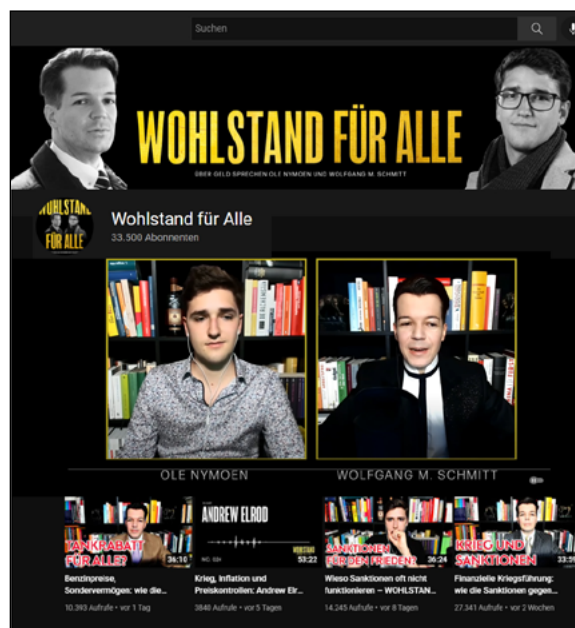 Suchen
WOHLSTAND FÜR ALLE
ÜBER GELD SPRECHEN OLE NYMOEN UND WOLFGANG M. SCHMITT
WOHLSTAND
FÜR ALLE
Wohlstand für Alle
33.500 Abonnenten
OLE NYMOEN
WOLFGANG M. SCHMITT
TANKRABATT
FÜR ALLE?
36:10
ANDREW ELROD
WOHLSTAND
53:22
SANKTIONEN
FÜR DEN FRIEDEN?
36:24
KRIEG UND
SANKTIONEN
33:59
Benzinpreise,
Sondervermögen: wie die...
10.393 Aufrufe • vor 1 Tag
Krieg, Inflation und
Preiskontrollen: Andrew Elr...
3840 Aufrufe • vor 5 Tagen
Wieso Sanktionen oft nicht
funktionieren – WOHLSTAN...
14.245 Aufrufe • vor 8 Tagen
Finanzielle Kriegsführung:
wie die Sanktionen gegen...
27.341 Aufrufe • vor 2 Wochen